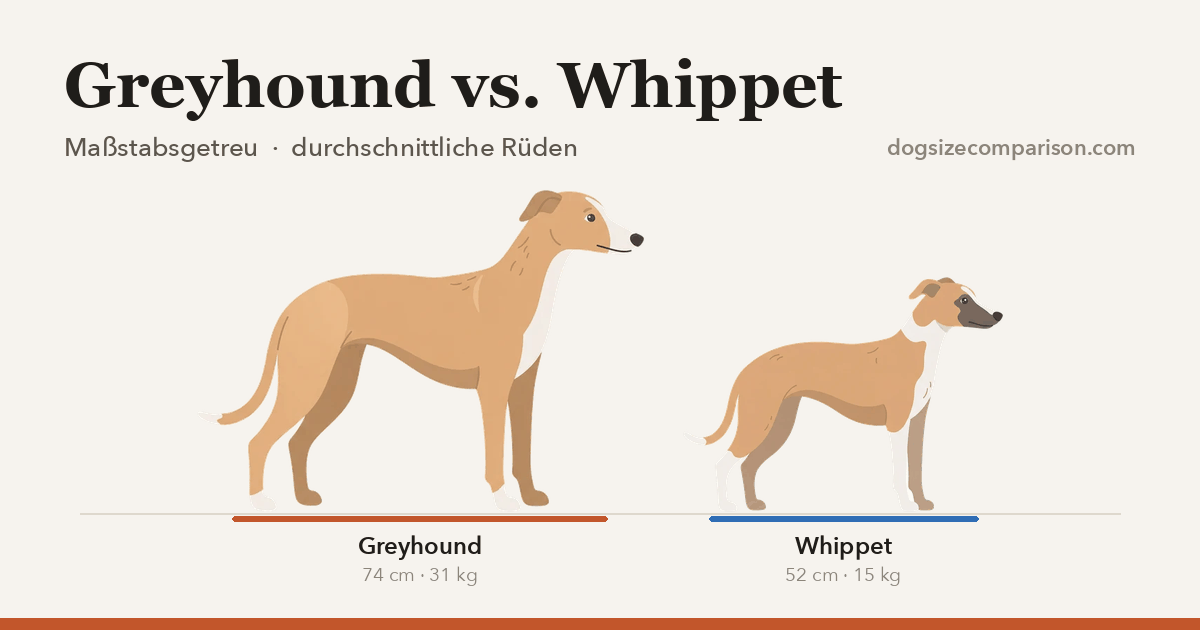 Greyhound vs. Whippet
Maßstabsgetreu · durchschnittliche Rüden
dogsizecomparison.com
Greyhound
74 cm · 31 kg
Whippet
52 cm · 15 kg